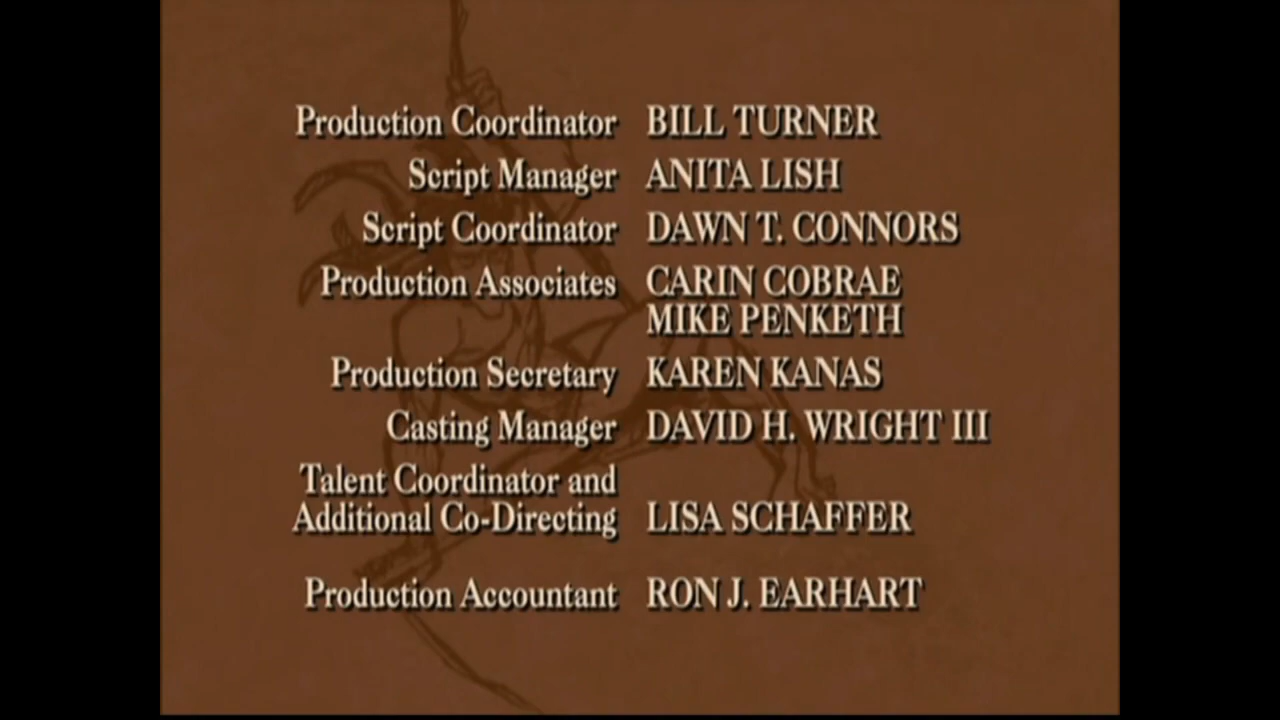 Production Coordinator BILL TURNER
Script Manager ANITA LISH
Script Coordinator DAWN T. CONNORS
Production Associates CARIN COBRAE
MIKE PENKETH
Production Secretary KAREN KANAS
Casting Manager DAVID H. WRIGHT III
Talent Coordinator and
Additional Co-Directing LISA SCHAFFER
Production Accountant RON J. EARHART